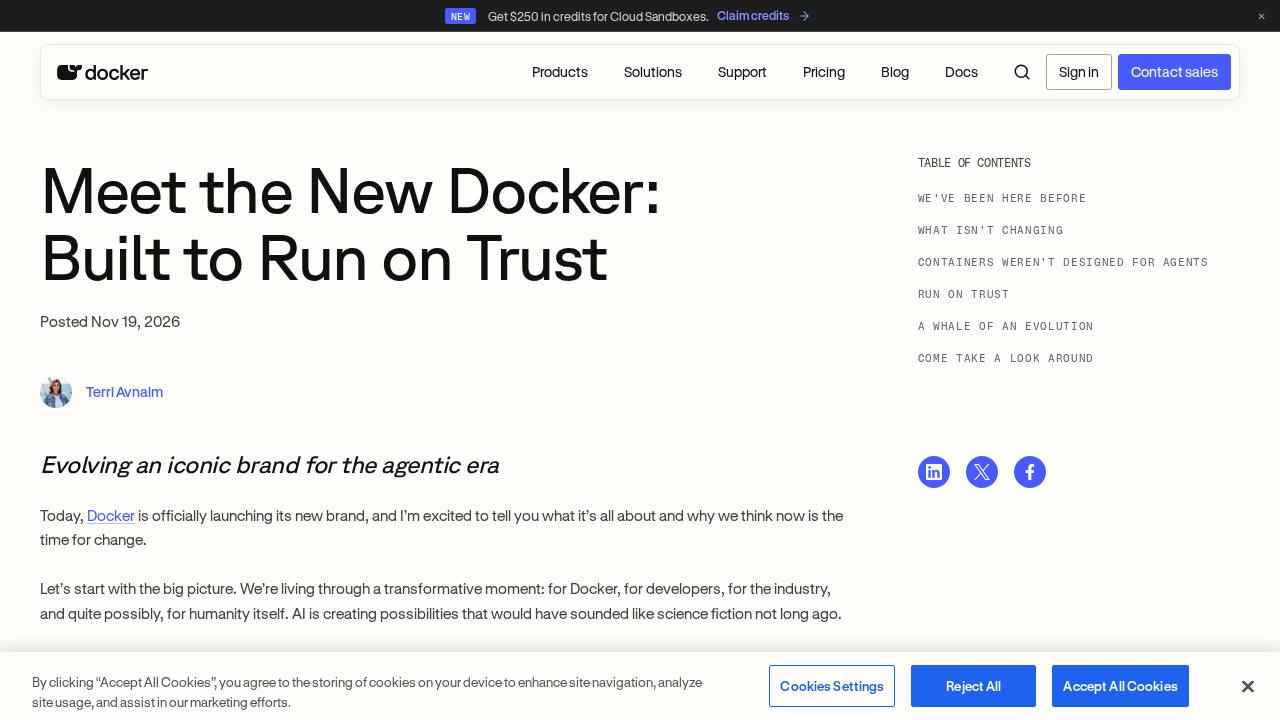 NEW Get $250 in credits for Cloud Sandboxes. Claim credits
docker Products Solutions Support Pricing Blog Docs Sign in Contact sales
Meet the New Docker:
Built to Run on Trust
Posted Nov 19, 2026
Terri Avnaim
Evolving an iconic brand for the agentic era
Today, Docker is officially launching its new brand, and I’m excited to tell you what it’s all about and why we think now is the
time for change.
Let’s start with the big picture. We’re living through a transformative moment: for Docker, for developers, for the industry,
and quite possibly, for humanity itself. AI is creating possibilities that would have sounded like science fiction not long ago.
TABLE OF CONTENTS
WE’VE BEEN HERE BEFORE
WHAT ISN’T CHANGING
CONTAINERS WEREN’T DESIGNED FOR AGENTS
RUN ON TRUST
A WHALE OF AN EVOLUTION
COME TAKE A LOOK AROUND
By clicking “Accept All Cookies”, you agree to the storing of cookies on your device to enhance site navigation, analyze
site usage, and assist in our marketing efforts.
Cookies Settings Reject All Accept All Cookies